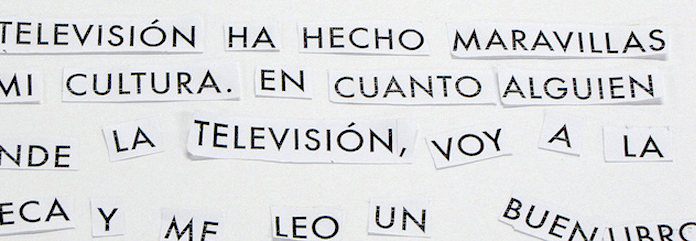 TELEVISIÓN HA HECHO MARAVILLAS
MI CULTURA. EN CUANTO ALGUIEN
NDE LA TELEVISIÓN, VOY A LA
ECA Y ME LEO UN BUEN LIBRO